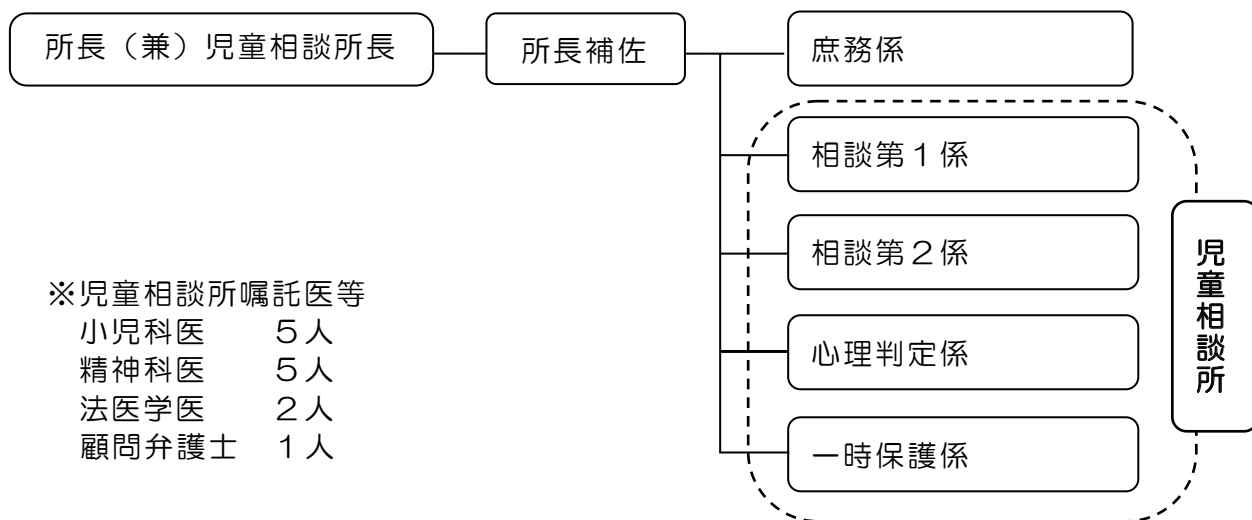 所長（兼）児童相談所長
所長補佐
庶務係
相談第１係
相談第２係
心理判定係
一時保護係
児童相談所
※児童相談所嘱託医等
小児科医　　５人
精神科医　　５人
法医学医　　２人
顧問弁護士　１人